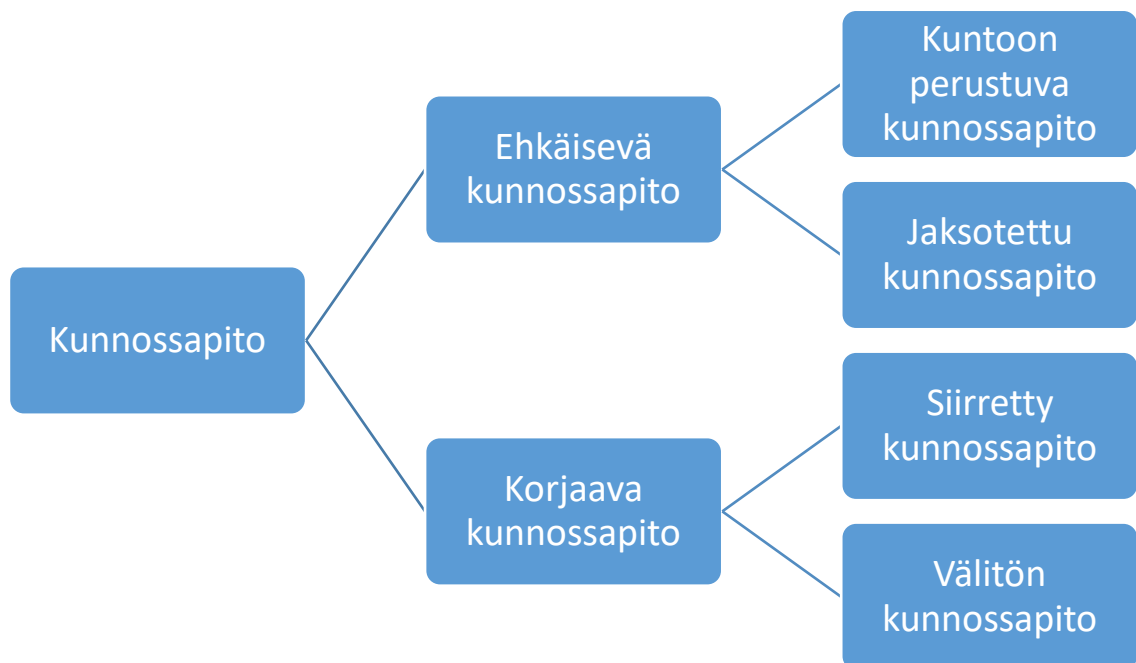 Kuntoon
perustuva
kunnossapito
Ehkäisevä
kunnossapito
Jaksotettu
kunnossapito
Kunnossapito
Siirretty
kunnossapito
Korjaava
kunnossapito
Välitön
kunnossapito